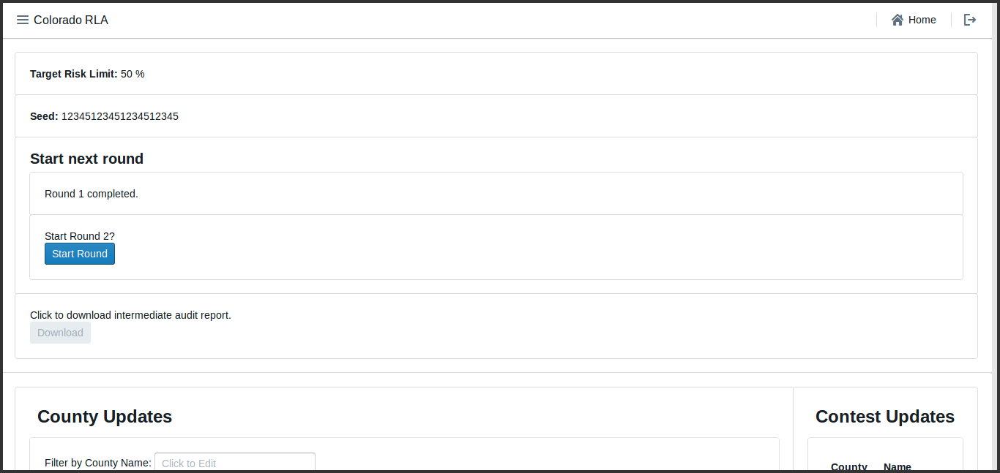 Colorado RLA
Home
Target Risk Limit: 50 %
Seed: 12345123451234512345
Start next round
Round 1 completed.
Start Round 2?
Start Round
Click to download intermediate audit report.
Download
County Updates
Contest Updates
Filter by County Name: Click to Edit
County Name